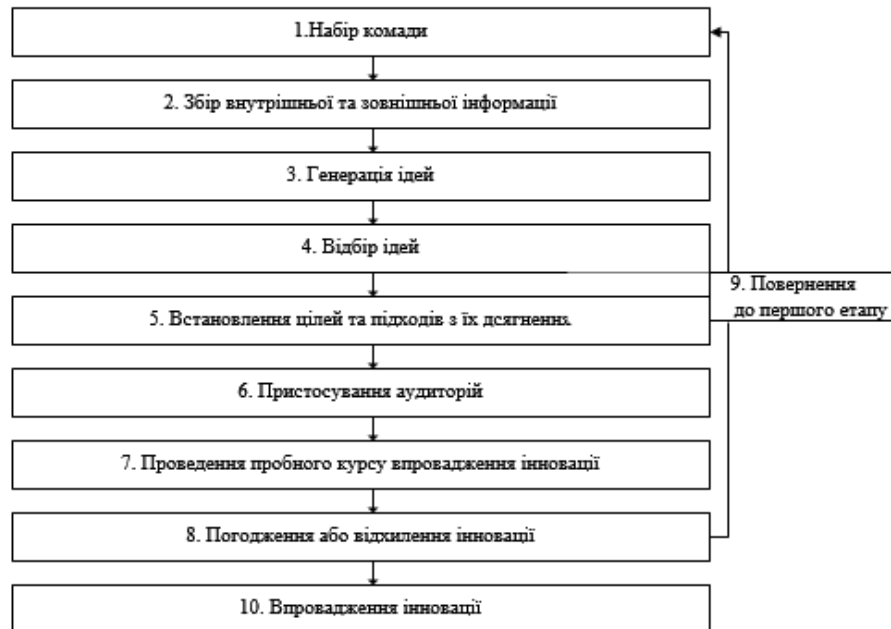 1.Набір комади
2. Збір внутрішньої та зовнішньої інформації
3. Генерація ідей
4. Відбір ідей
5. Встановлення цілей та підходів з їх дсягнення.
6. Пристосування аудиторій
7. Проведення пробного курсу впровадження інновації
8. Погодження або відхилення інновації
9. Повернення
до першого етапу
10. Впровадження інновації